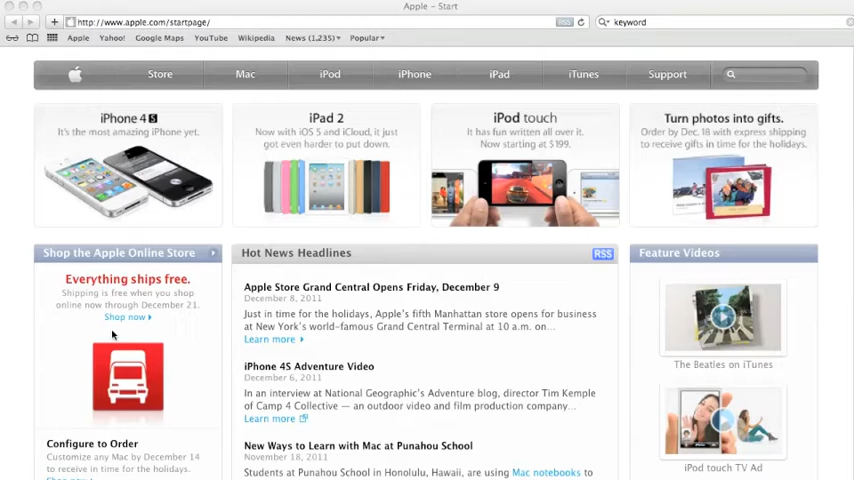 Apple – Start
http://www.apple.com/startpage/
RSS
keyword
Apple Yahoo! Google Maps YouTube Wikipedia News (1,235) Popular
Store Mac iPod iPhone iPad iTunes Support
iPhone 4S
It's the most amazing iPhone yet.
iPad 2
Now with iOS 5 and iCloud, it just
got even harder to put down.
iPod touch
It has fun written all over it.
Now starting at $199.
Turn photos into gifts.
Order by Dec. 18 with express shipping
to receive gifts in time for the holidays.
Shop the Apple Online Store
Everything ships free.
Shipping is free when you shop
online now through December 21.
Shop now
Configure to Order
Customize any Mac by December 14
to receive in time for the holidays.
Shop now
Hot News Headlines
RSS
Apple Store Grand Central Opens Friday, December 9
December 8, 2011
Just in time for the holidays, Apple's fifth Manhattan store opens for business
at New York's world-famous Grand Central Terminal at 10 a.m. on...
Learn more
iPhone 4S Adventure Video
December 6, 2011
In an interview at National Geographic's Adventure blog, director Tim Kemple
of Camp 4 Collective — an outdoor video and film production company...
Learn more
New Ways to Learn with Mac at Punahou School
November 18, 2011
Students at Punahou School in Honolulu, Hawaii, are using Mac notebooks to
Feature Videos
The Beatles on iTunes
iPod touch TV Ad